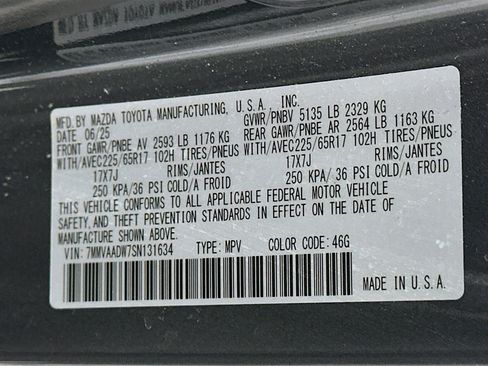 MFD. BY MAZDA TOYOTA MANUFACTURING, U.S.A., INC.
DATE 06/25 GVWR/PNBV 5135 LB 2329 KG
FRONT GAWR/PNBE AV 2593 LB 1176 KG REAR GAWR/PNBE AR 2564 LB 1163 KG
WITH/AVEC225/65R17 102H TIRES/PNEUS WITH/AVEC225/65R17 102H TIRES/PNEUS
17X7J RIMS/JANTES 17X7J RIMS/JANTES
250 KPA/36 PSI COLD/A FROID 250 KPA/36 PSI COLD/A FROID
THIS VEHICLE CONFORMS TO ALL APPLICABLE FEDERAL MOTOR VEHICLE
SAFETY, AND THEFT PREVENTION STANDARDS IN EFFECT ON THE DATE OF
MANUFACTURE SHOWN ABOVE.
VIN: 7MMVAADW7SN131634 TYPE: MPV COLOR CODE: 46G
MADE IN U.S.A.